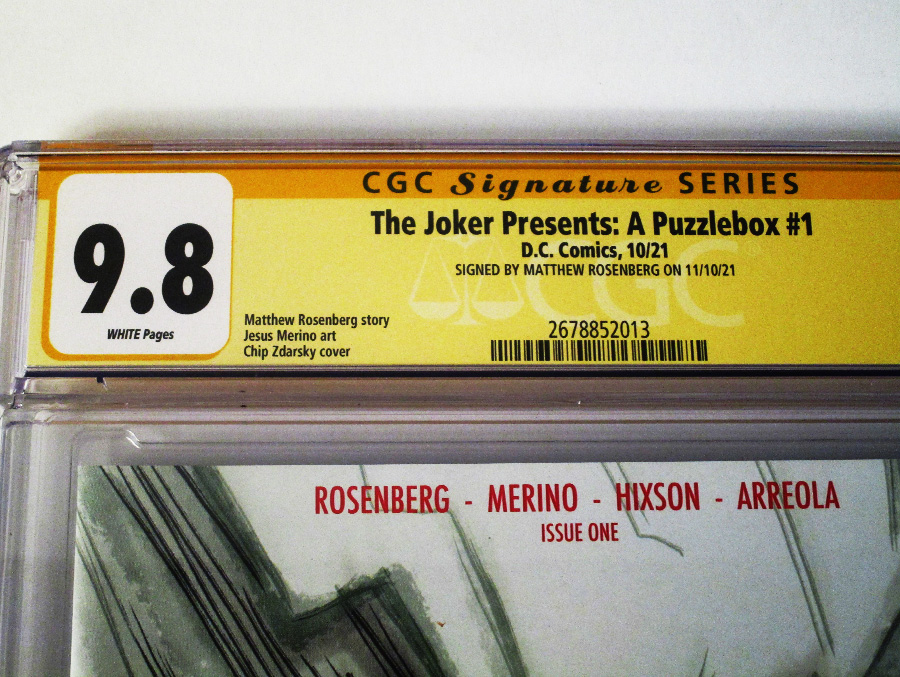 CGC Signature SERIES
The Joker Presents: A Puzzlebox #1
D.C. Comics, 10/21
SIGNED BY MATTHEW ROSENBERG ON 11/10/21
9.8
WHITE Pages
Matthew Rosenberg story
Jesus Merino art
Chip Zdarsky cover
CGC
2678852013
ROSENBERG - MERINO - HIXSON - ARREOLA
ISSUE ONE